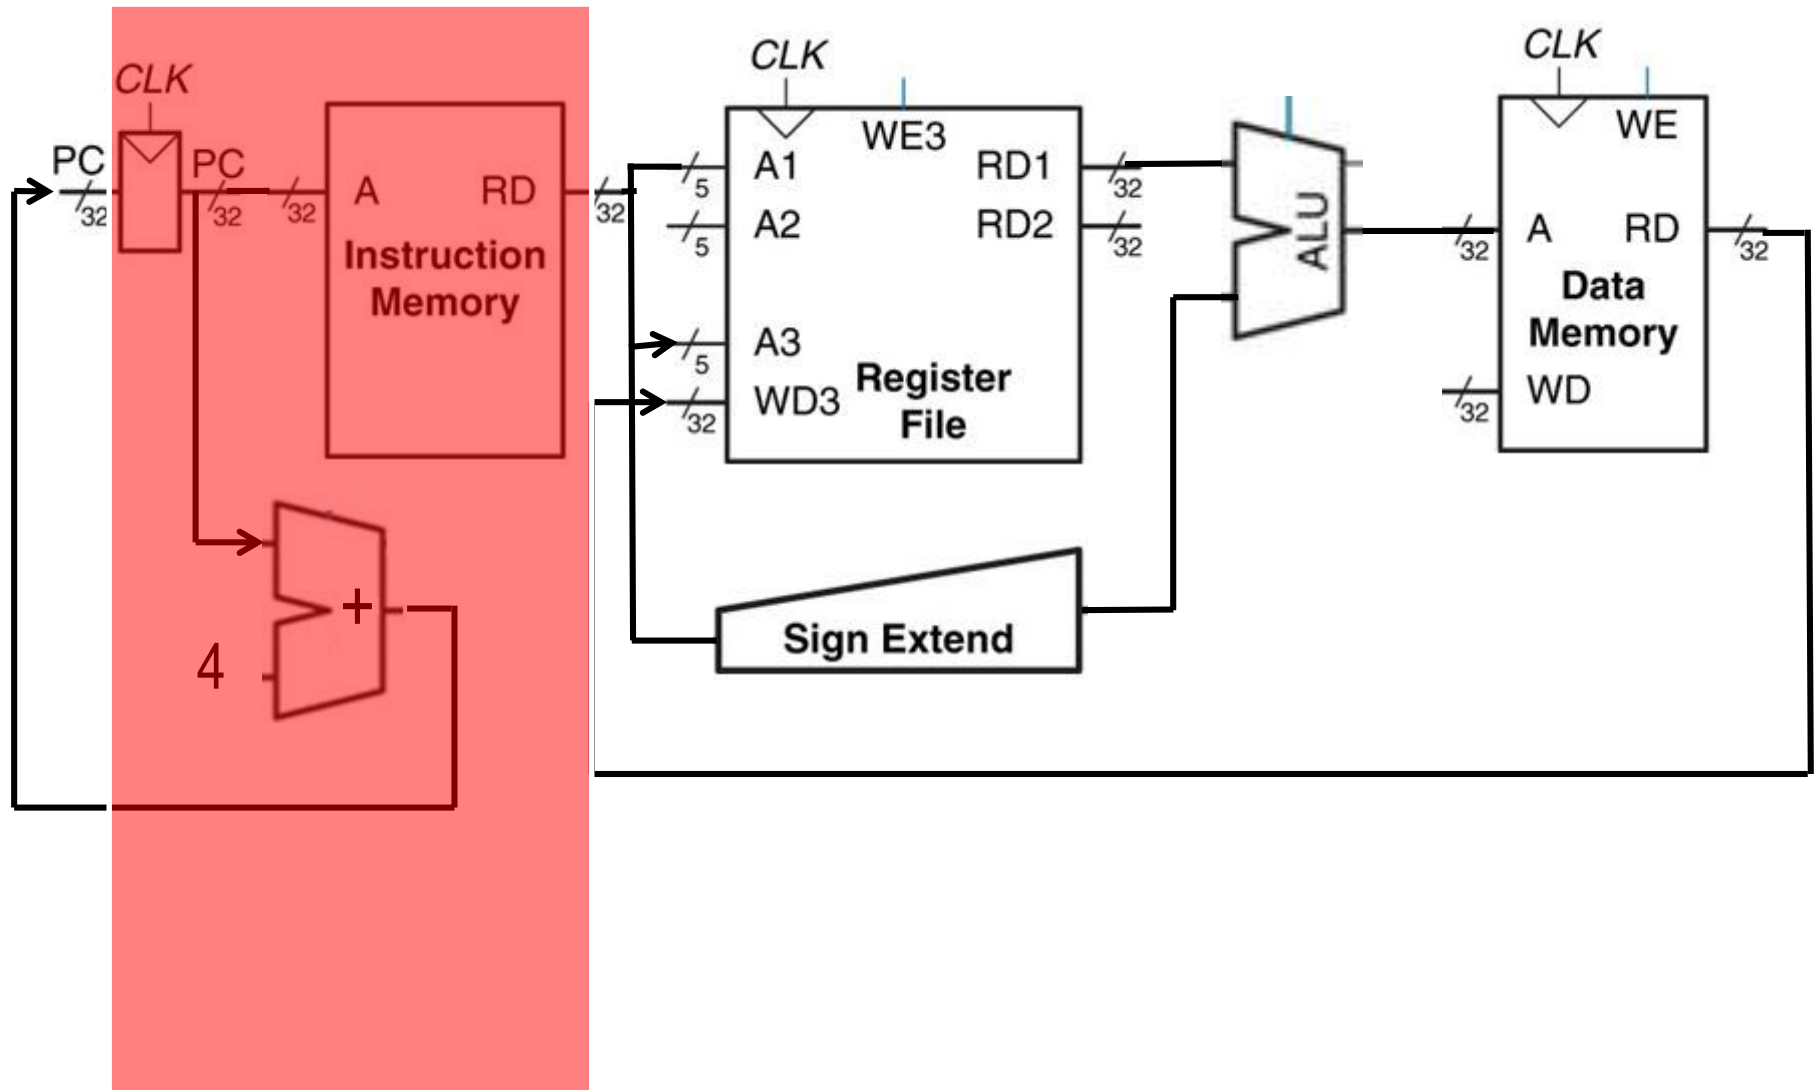 CLK
PC
32
PC
32
32
A
RD
32
Instruction
Memory
4
+
CLK
WE3
A1
5
A2
5
A3
5
WD3
32
RD1
32
RD2
32
Register
File
Sign Extend
ALU
CLK
WE
32
A
RD
32
Data
Memory
32
WD